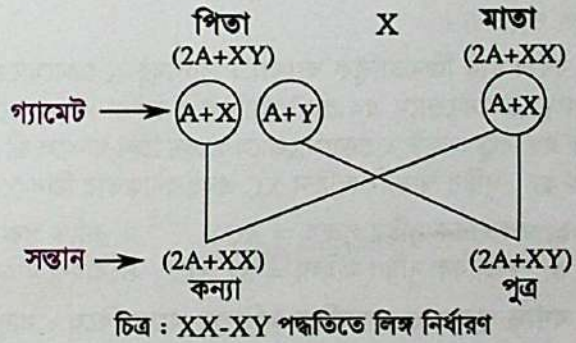 পিতা X মাতা
(2A+XY) (2A+XX)
গ্যামেট A+X A+Y A+X
সন্তান (2A+XX) (2A+XY)
কন্যা পুত্র
চিত্র : XX-XY পদ্ধতিতে লিঙ্গ নির্ধারণ